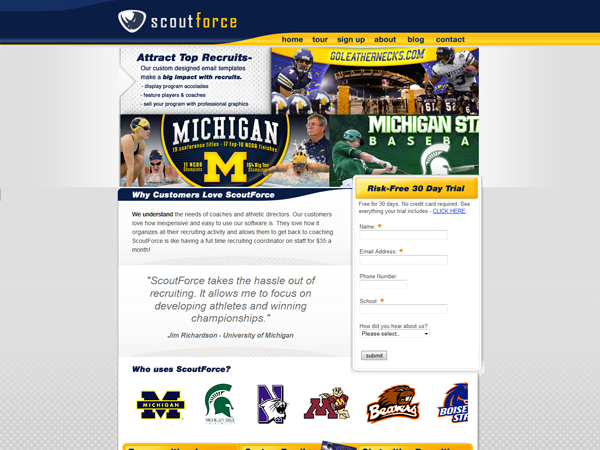 scoutforce
home tour sign up about blog contact
Attract Top Recruits-
Our custom designed email templates
make a big impact with recruits.
- display program accolades
- feature players & coaches
- sell your program with professional graphics
GOLEATHERNECKS.COM
MICHIGAN
19 conference titles - 17 Top-10 NCAA finishes
11 NCAA
Champions
Big Ten
Champions
M
MICHIGAN STA
BASEBA
Why Customers Love ScoutForce
We understand the needs of coaches and athletic directors. Our customers
love how inexpensive and easy to use our software is. They love how it
organizes all their recruiting activity and allows them to get back to coaching.
ScoutForce is like having a full time recruiting coordinator on staff for $35 a
month!
"ScoutForce takes the hassle out of
recruiting. It allows me to focus on
developing athletes and winning
championships."
Jim Richardson - University of Michigan
Risk-Free 30 Day Trial
Free for 30 days. No credit card required. See
everything your trial includes - CLICK HERE.
Name: *
Email Address: *
Phone Number:
School: *
How did you hear about us?
Please select..
submit
Who uses ScoutForce?
MICHIGAN
MICHIGAN STATE
N
M
BEAVERS
BOISE
STA